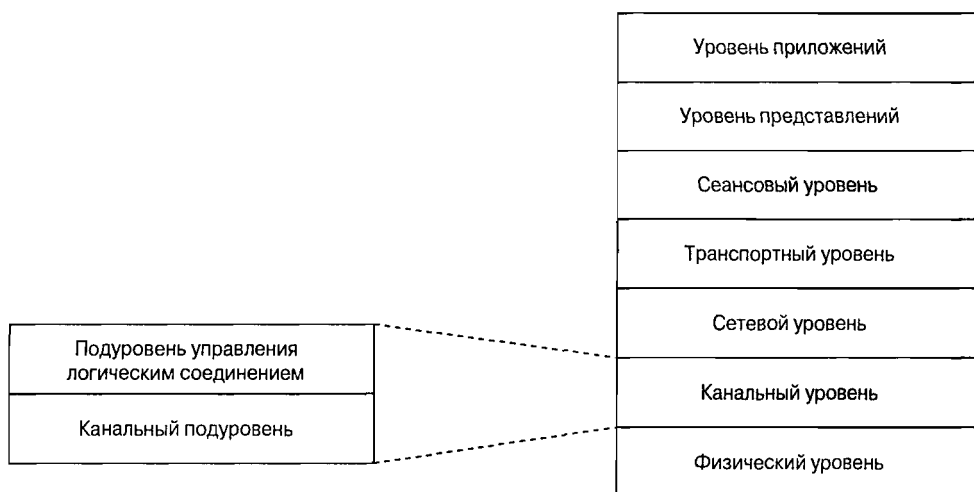 Уровень приложений
Уровень представлений
Сеансовый уровень
Транспортный уровень
Сетевой уровень
Подуровень управления
логическим соединением
Канальный уровень
Канальный подуровень
Физический уровень